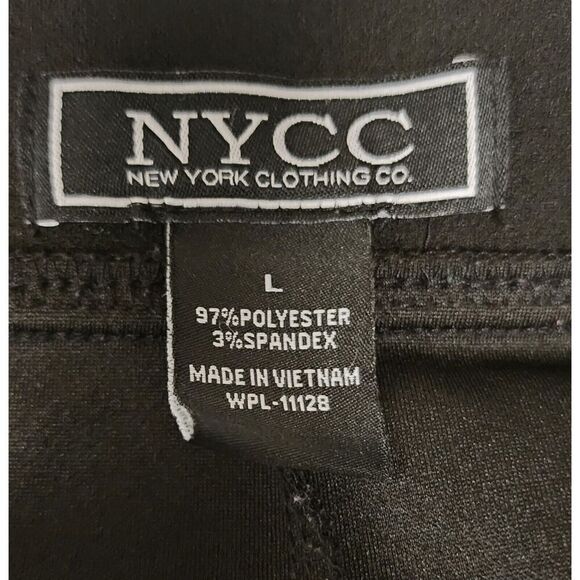 NYCC
NEW YORK CLOTHING CO.
L
97%POLYESTER
3%SPANDEX
MADE IN VIETNAM
WPL-11128